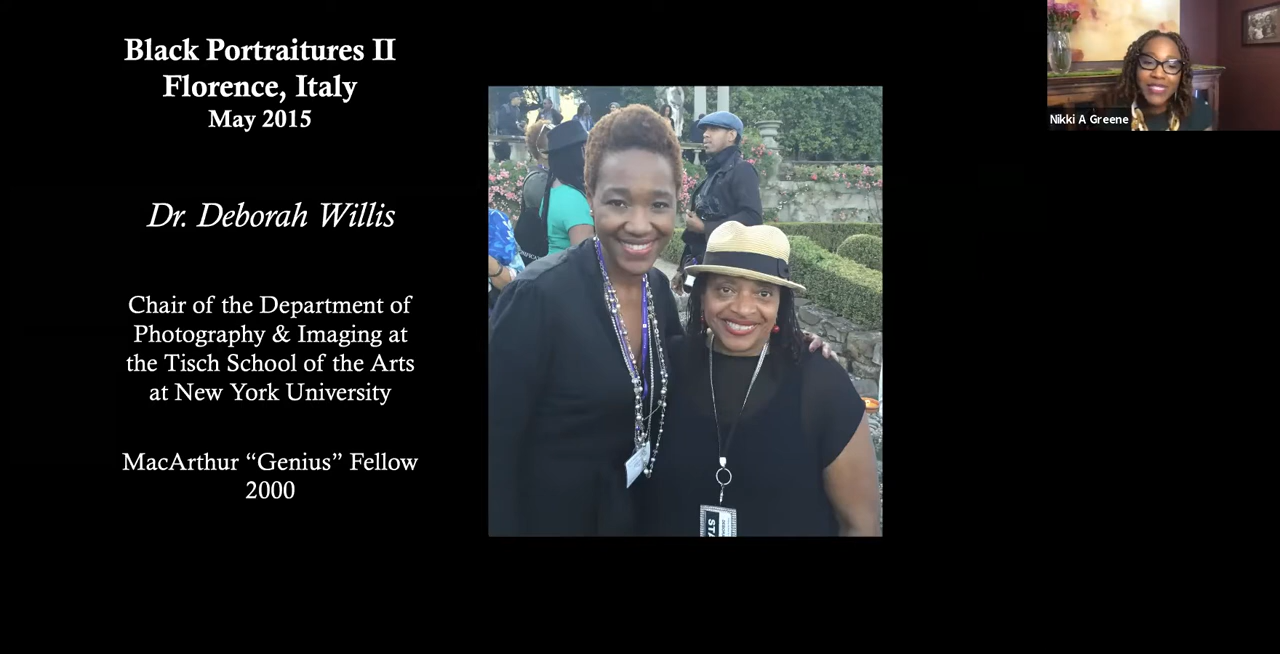 Black Portraitures II
Florence, Italy
May 2015
Dr. Deborah Willis
Chair of the Department of
Photography & Imaging at
the Tisch School of the Arts
at New York University
MacArthur “Genius” Fellow
2000
Nikki A Greene